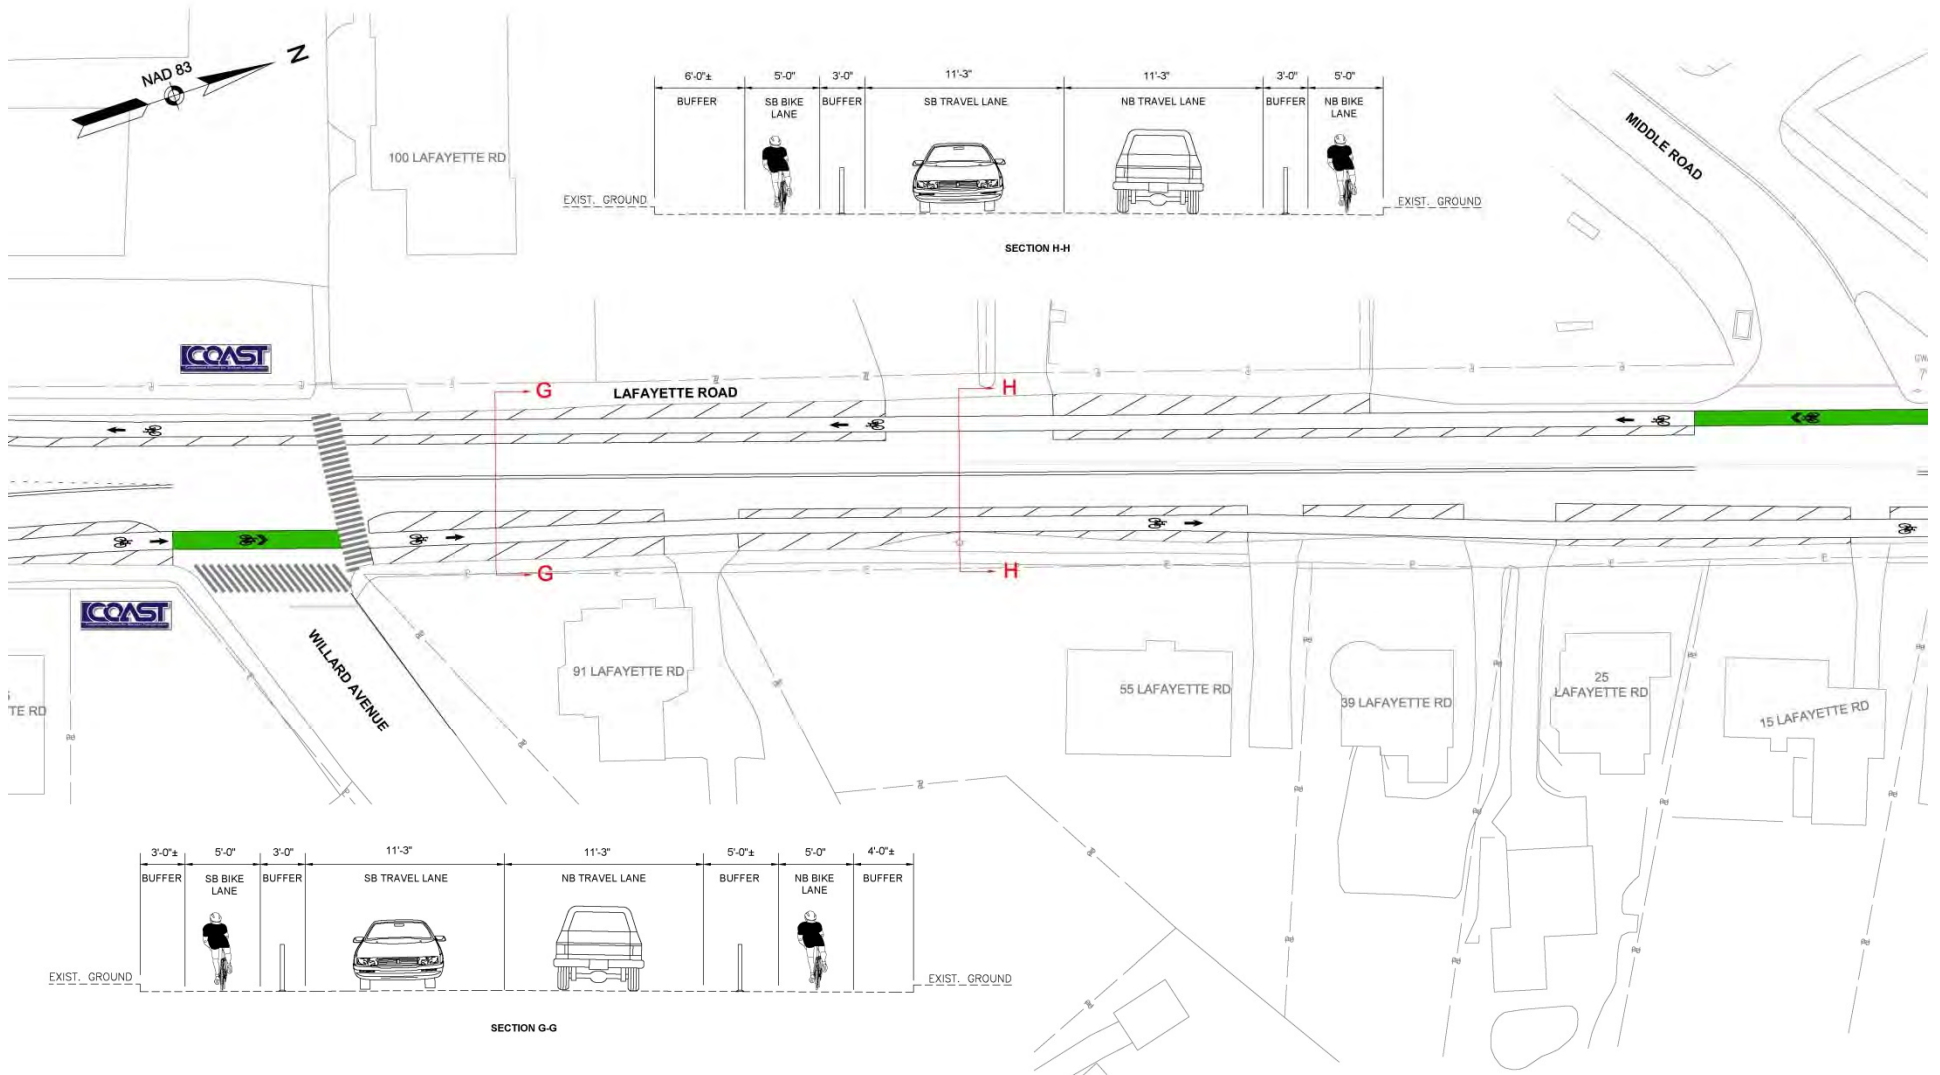 NAD 83
N
100 LAFAYETTE RD
6'-0"± 5'-0" 3'-0" 11'-3" 11'-3" 3'-0" 5'-0"
BUFFER SB BIKE LANE BUFFER SB TRAVEL LANE NB TRAVEL LANE BUFFER NB BIKE LANE
EXIST. GROUND
EXIST. GROUND
SECTION H-H
MIDDLE ROAD
COAST
G
LAFAYETTE ROAD
H
G
H
COAST
WILLARD AVENUE
91 LAFAYETTE RD
55 LAFAYETTE RD
39 LAFAYETTE RD
25
LAFAYETTE RD
15 LAFAYETTE RD
TE RD
3'-0"± 5'-0" 3'-0" 11'-3" 11'-3" 5'-0"± 5'-0" 4'-0"±
BUFFER SB BIKE LANE BUFFER SB TRAVEL LANE NB TRAVEL LANE BUFFER NB BIKE LANE BUFFER
EXIST. GROUND
EXIST. GROUND
SECTION G-G